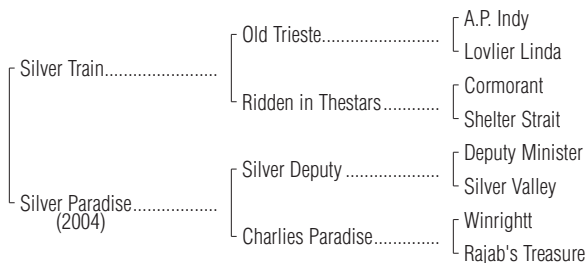 A.P. Indy
Old Trieste
Lovlier Linda
Silver Train
Cormorant
Ridden in Thestars
Shelter Strait
Deputy Minister
Silver Deputy
Silver Valley
Silver Paradise
(2004)
Winrightt
Charlies Paradise
Rajab's Treasure